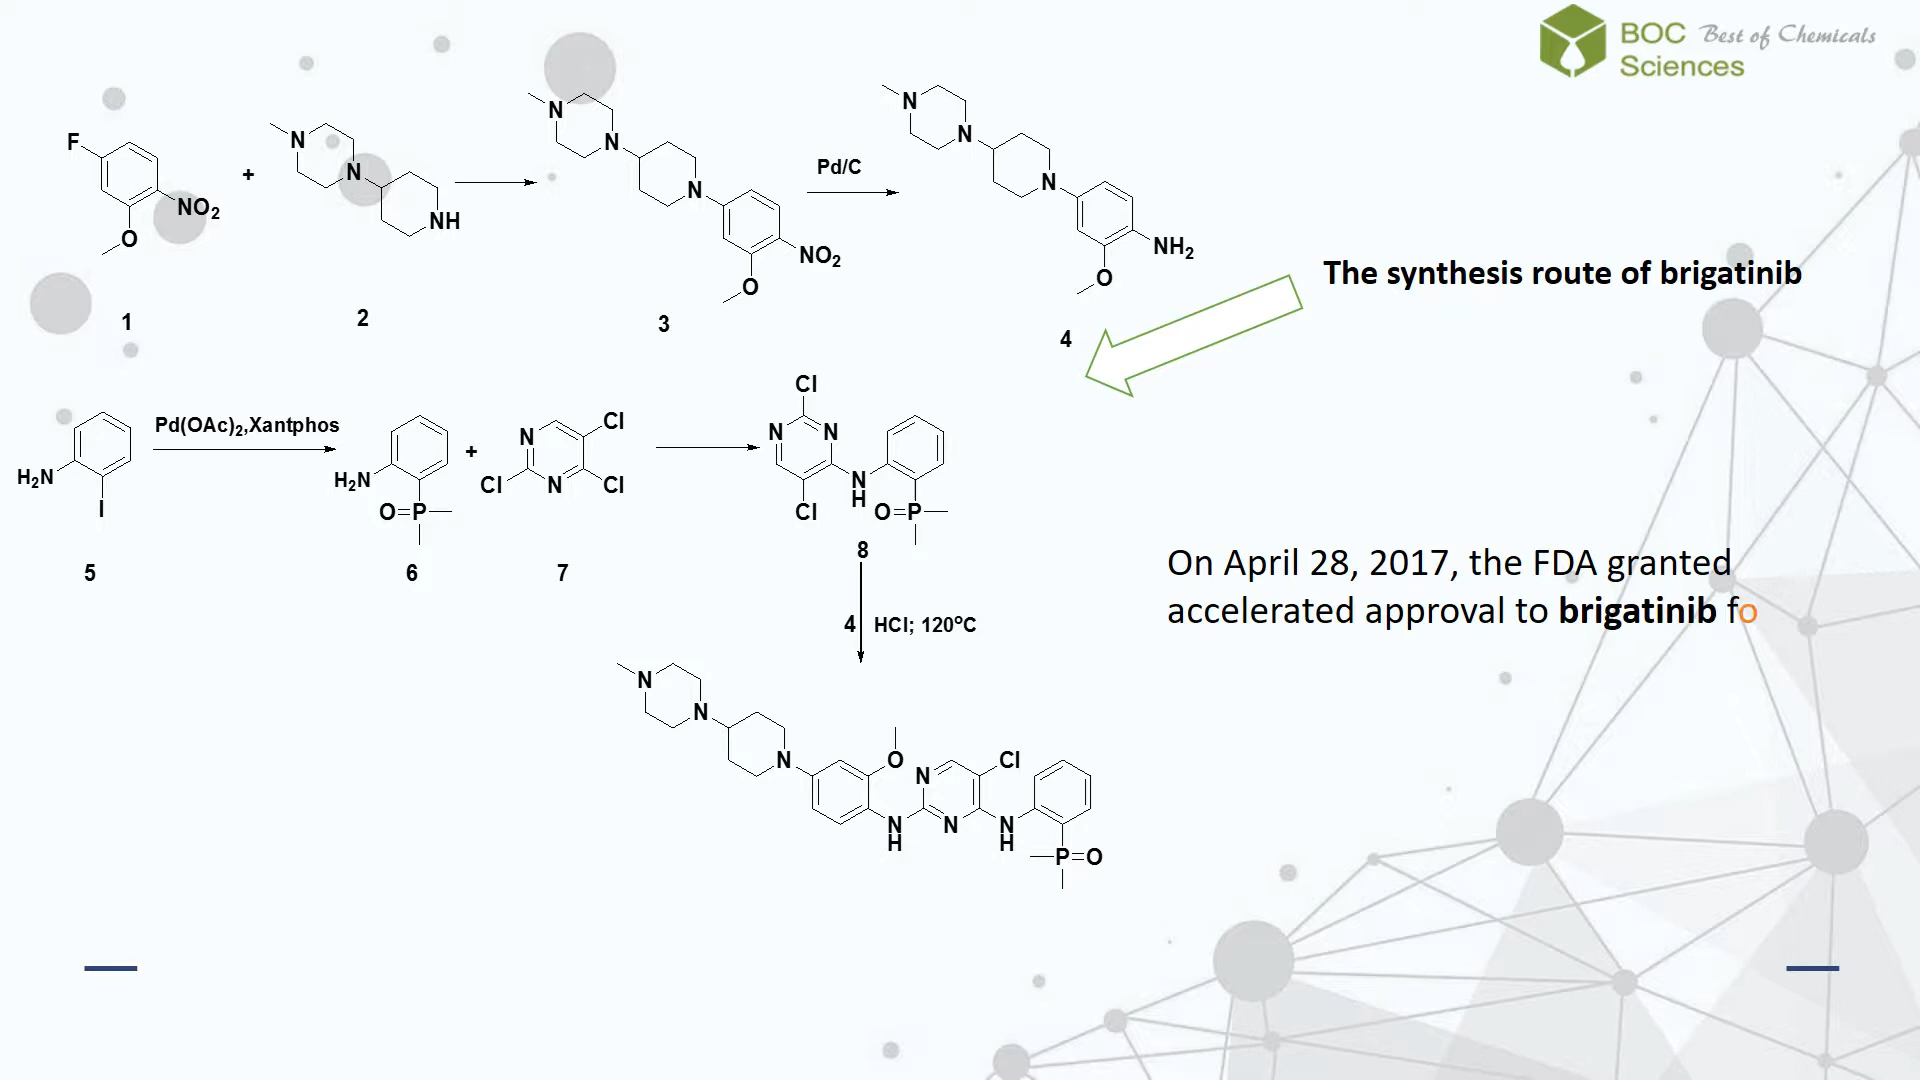 BOC Best of Chemicals
Sciences
F
+
NO2
O
1
N
N
NH
2
N
N
N
NO2
O
3
Pd/C
N
N
N
NH2
O
4
The synthesis route of brigatinib
H2N
I
5
Pd(OAc)2,Xantphos
H2N
O=P
6
+
N
N
Cl
Cl
Cl
7
Cl
N
N
Cl
N
H
O=P
8
4
HCl; 120oC
On April 28, 2017, the FDA granted
accelerated approval to brigatinib fo
N
N
N
O
N
H
N
N
Cl
N
H
P=O